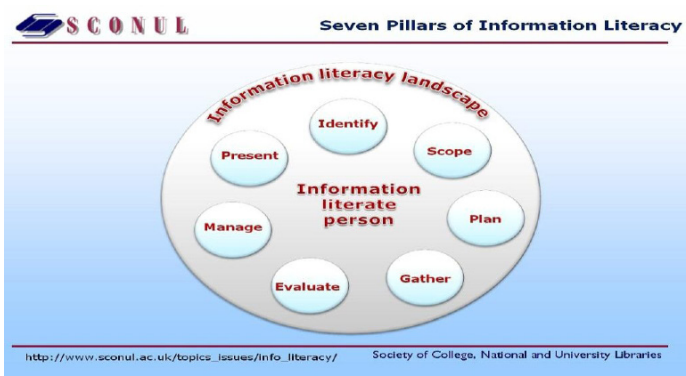 SCONUL
Seven Pillars of Information Literacy
Information literacy landscape
Identify
Scope
Present
Information
literate
person
Plan
Manage
Gather
Evaluate
http://www.sconul.ac.uk/topics_issues/info_literacy/
Society of College, National and University Libraries